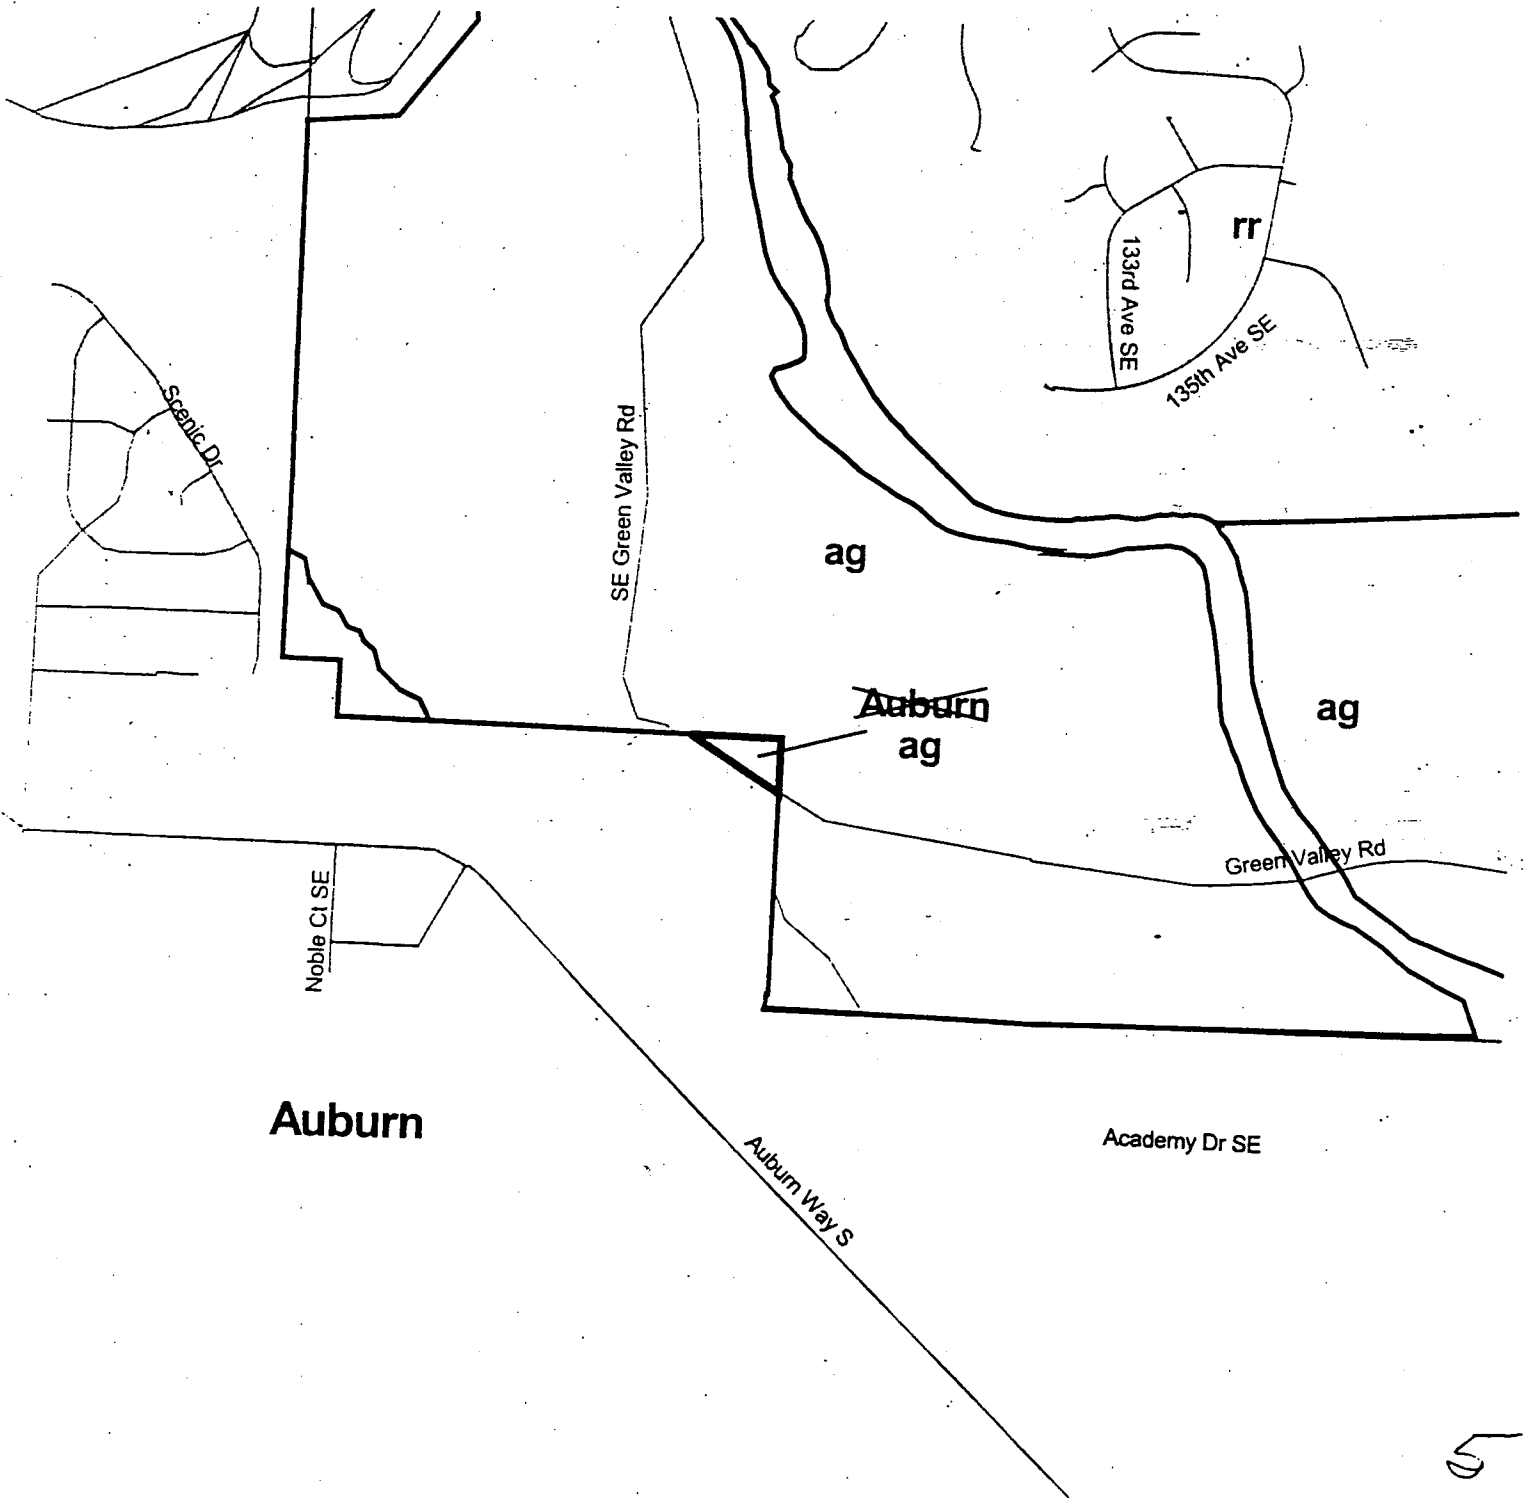 rr
133rd Ave SE
135th Ave SE
Scenic Dr
SE Green Valley Rd
ag
Auburn
ag
ag
Green Valley Rd
Noble Ct SE
Auburn
Academy Dr SE
Auburn Way S
5